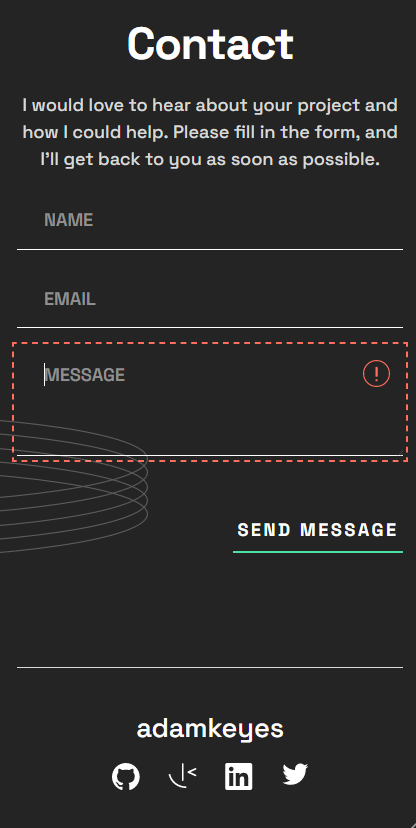 Contact
I would love to hear about your project and
how I could help. Please fill in the form, and
I'll get back to you as soon as possible.
NAME
EMAIL
MESSAGE
SEND MESSAGE
adamkeyes